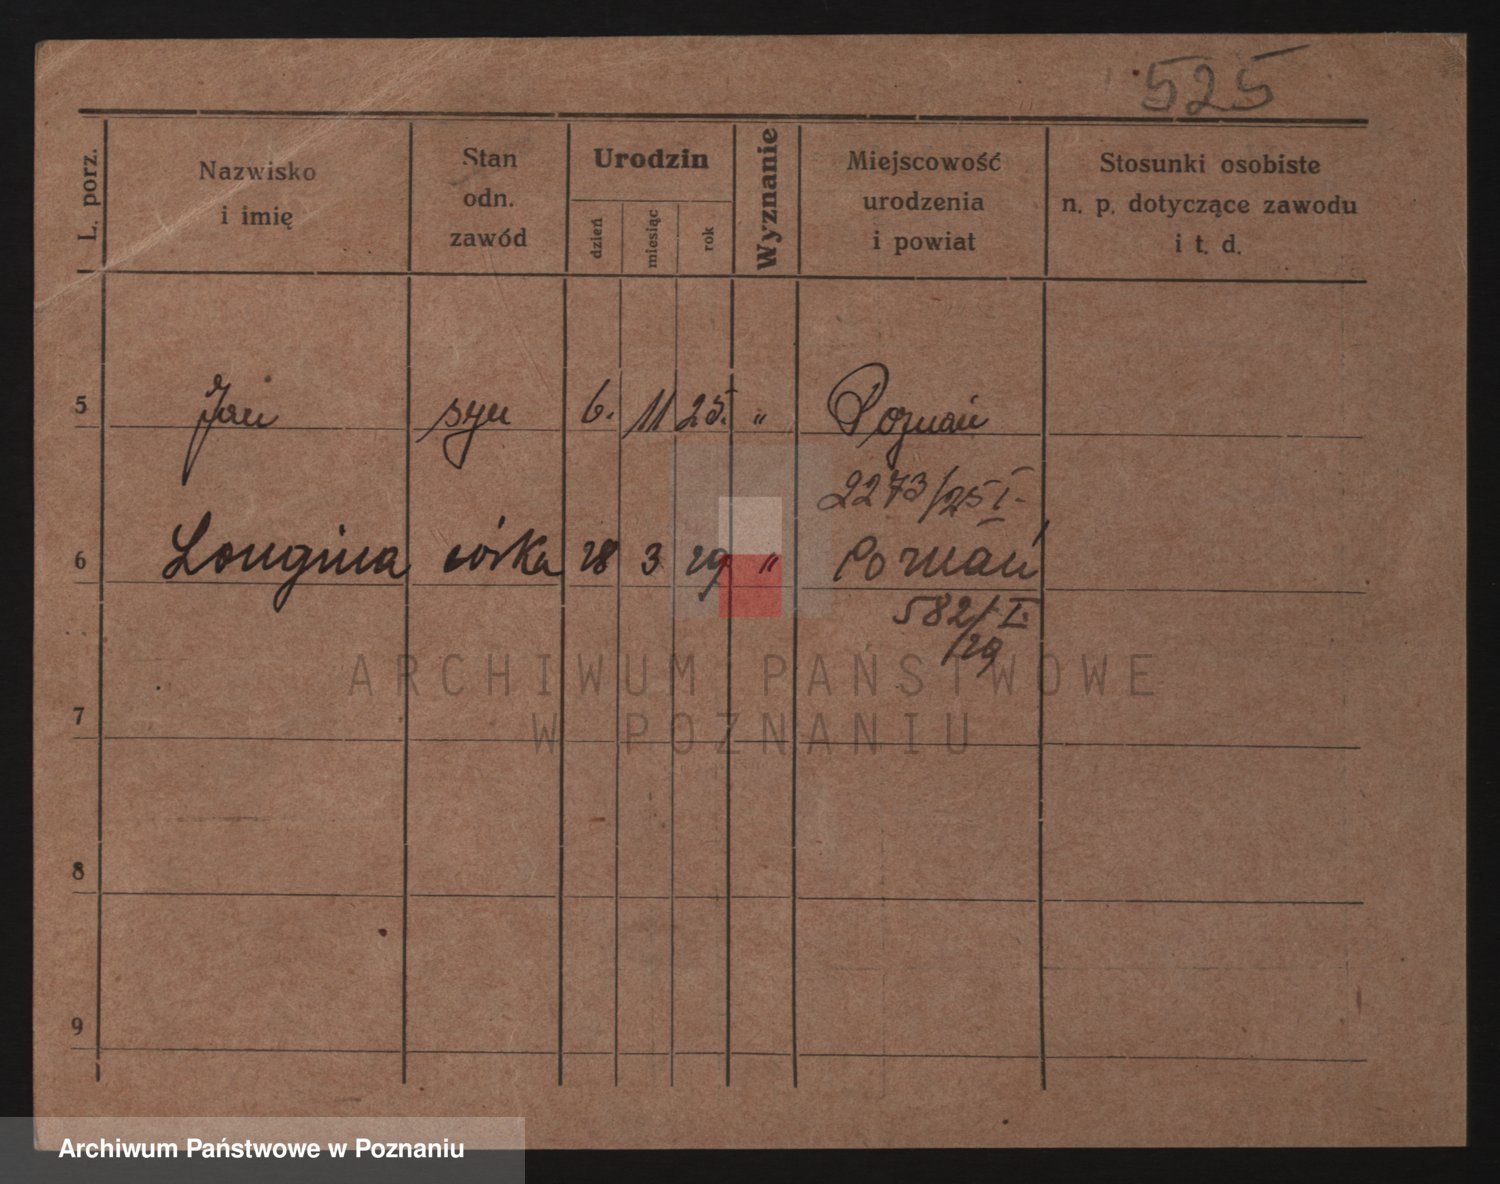 525
L. porz.
Nazwisko
i imię
Stan
odn.
zawód
Urodzin
dzień
miesiąc
rok
Wyznanie
Miejscowość
urodzenia
i powiat
Stosunki osobiste
n. p. dotyczące zawodu
i t. d.
5 Jan syn 6. 11 25. " Poznań
2273/25 I.
6 Longina córka 28 3 29 " Poznań
582/I.
/29
ARCHIWUM PAŃSTWOWE
W POZNANIU
7
8
9
Archiwum Państwowe w Poznaniu